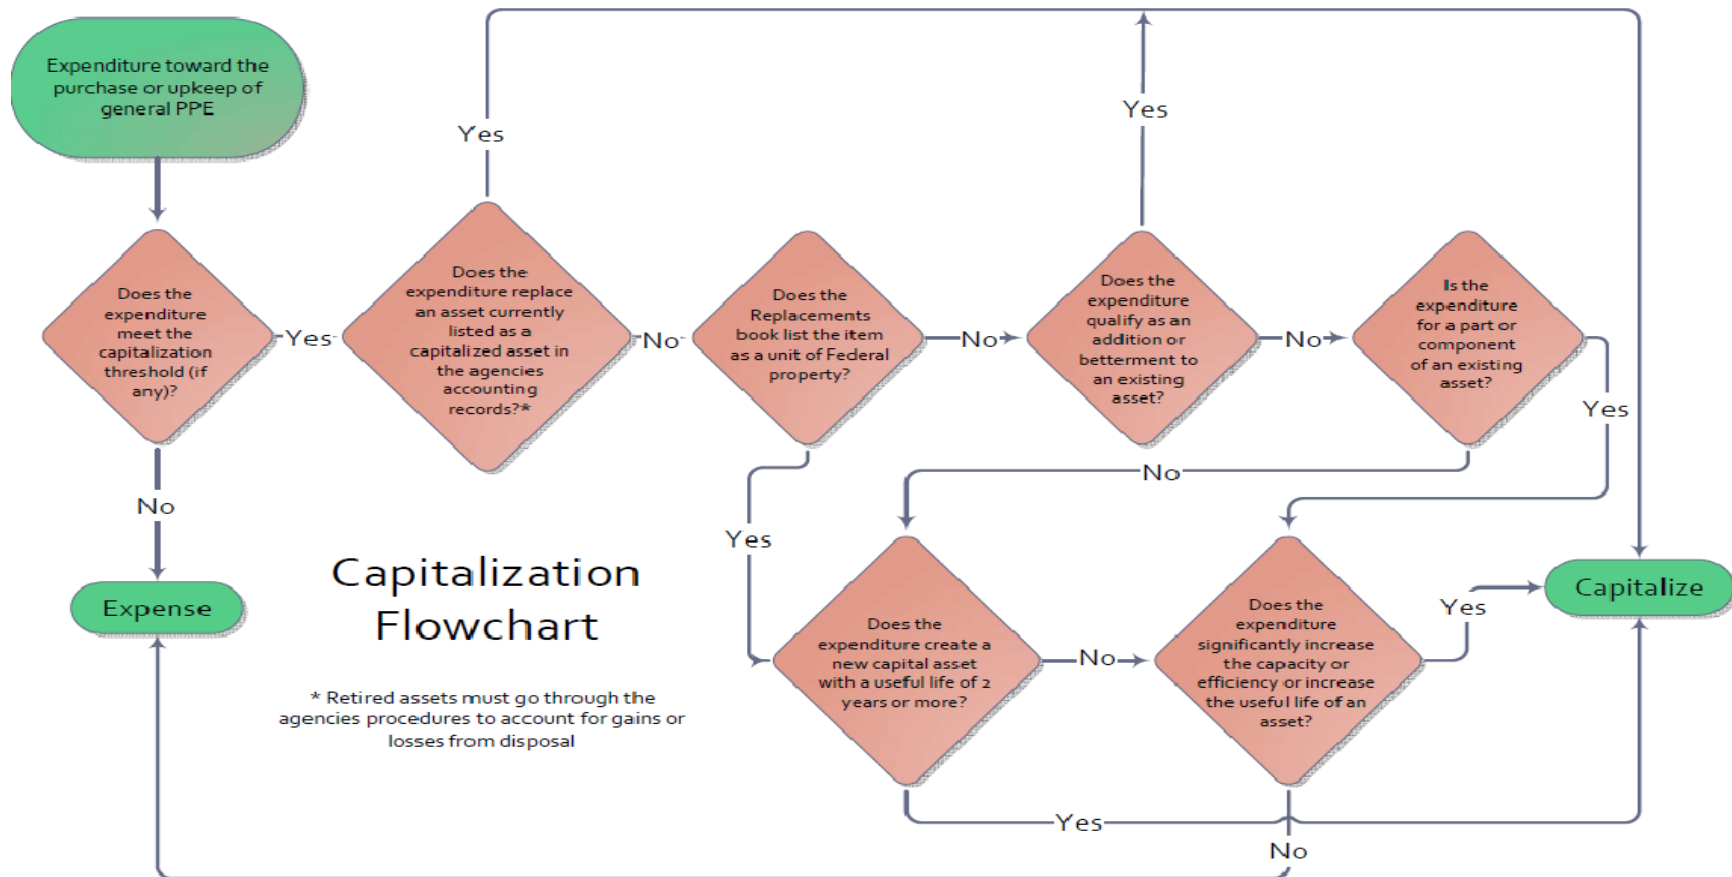 Expenditure toward the
purchase or upkeep of
general PPE
Does the
expenditure
meet the
capitalization
threshold (if
any)?
Yes
No
Expense
Does the
expenditure replace
an asset currently
listed as a
capitalized asset in
the agencies
accounting
records?*
Yes
No
Does the
Replacements
book list the item
as a unit of Federal
property?
No
Yes
Does the
expenditure
qualify as an
addition or
betterment to
an existing
asset?
Yes
No
Is the
expenditure
for a part or
component
of an existing
asset?
Yes
No
Does the
expenditure create a
new capital asset
with a useful life of 2
years or more?
No
Yes
Does the
expenditure
significantly increase
the capacity or
efficiency or increase
the useful life of an
asset?
Yes
No
Capitalize
Capitalization
Flowchart
* Retired assets must go through the
agencies procedures to account for gains or
losses from disposal